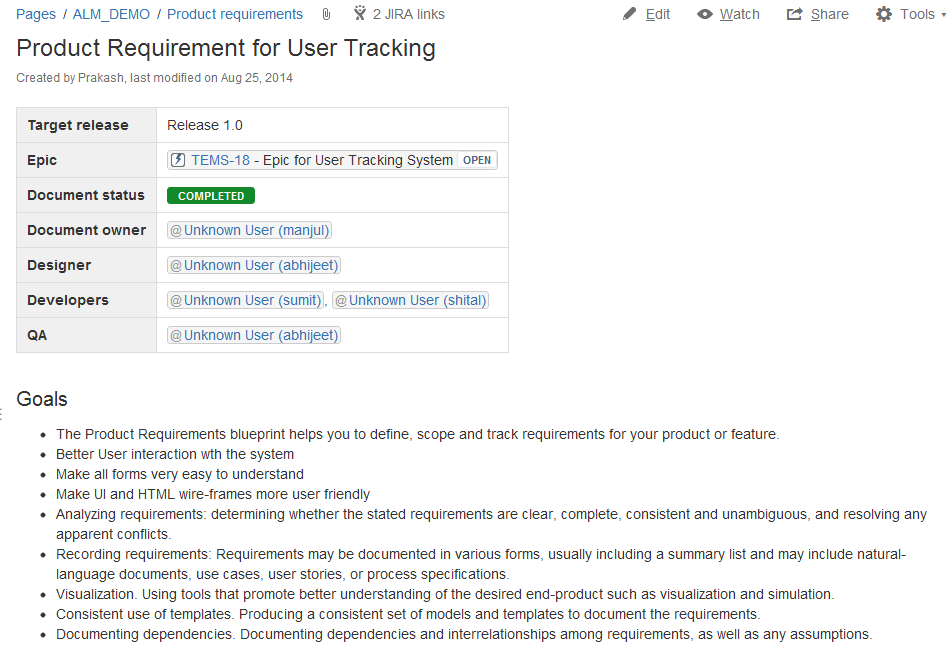 Pages / ALM_DEMO / Product requirements 2 JIRA links Edit Watch Share Tools
Product Requirement for User Tracking
Created by Prakash, last modified on Aug 25, 2014
Target release Release 1.0
Epic TEMS-18 - Epic for User Tracking System OPEN
Document status COMPLETED
Document owner @Unknown User (manjul)
Designer @Unknown User (abhijeet)
Developers @Unknown User (sumit), @Unknown User (shital)
QA @Unknown User (abhijeet)
Goals
• The Product Requirements blueprint helps you to define, scope and track requirements for your product or feature.
• Better User interaction wth the system
• Make all forms very easy to understand
• Make UI and HTML wire-frames more user friendly
• Analyzing requirements: determining whether the stated requirements are clear, complete, consistent and unambiguous, and resolving any
apparent conflicts.
• Recording requirements: Requirements may be documented in various forms, usually including a summary list and may include natural-
language documents, use cases, user stories, or process specifications.
• Visualization. Using tools that promote better understanding of the desired end-product such as visualization and simulation.
• Consistent use of templates. Producing a consistent set of models and templates to document the requirements.
• Documenting dependencies. Documenting dependencies and interrelationships among requirements, as well as any assumptions.